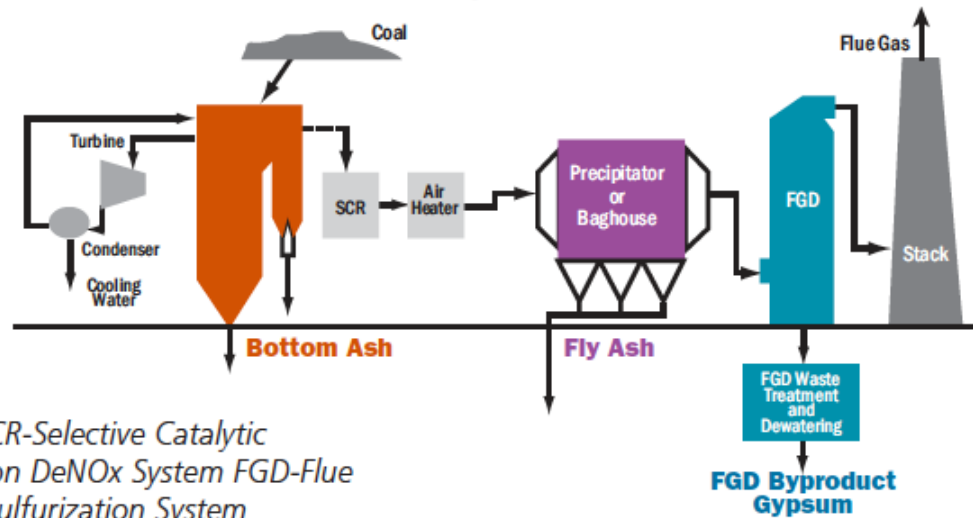 Coal
Flue Gas
Turbine
Condenser
Cooling
Water
SCR
Air
Heater
Precipitator
or
Baghouse
FGD
Stack
Bottom Ash
Fly Ash
FGD Waste
Treatment
and
Dewatering
FGD Byproduct
Gypsum
CR-Selective Catalytic
on DeNOx System FGD-Flue
ulfurization System